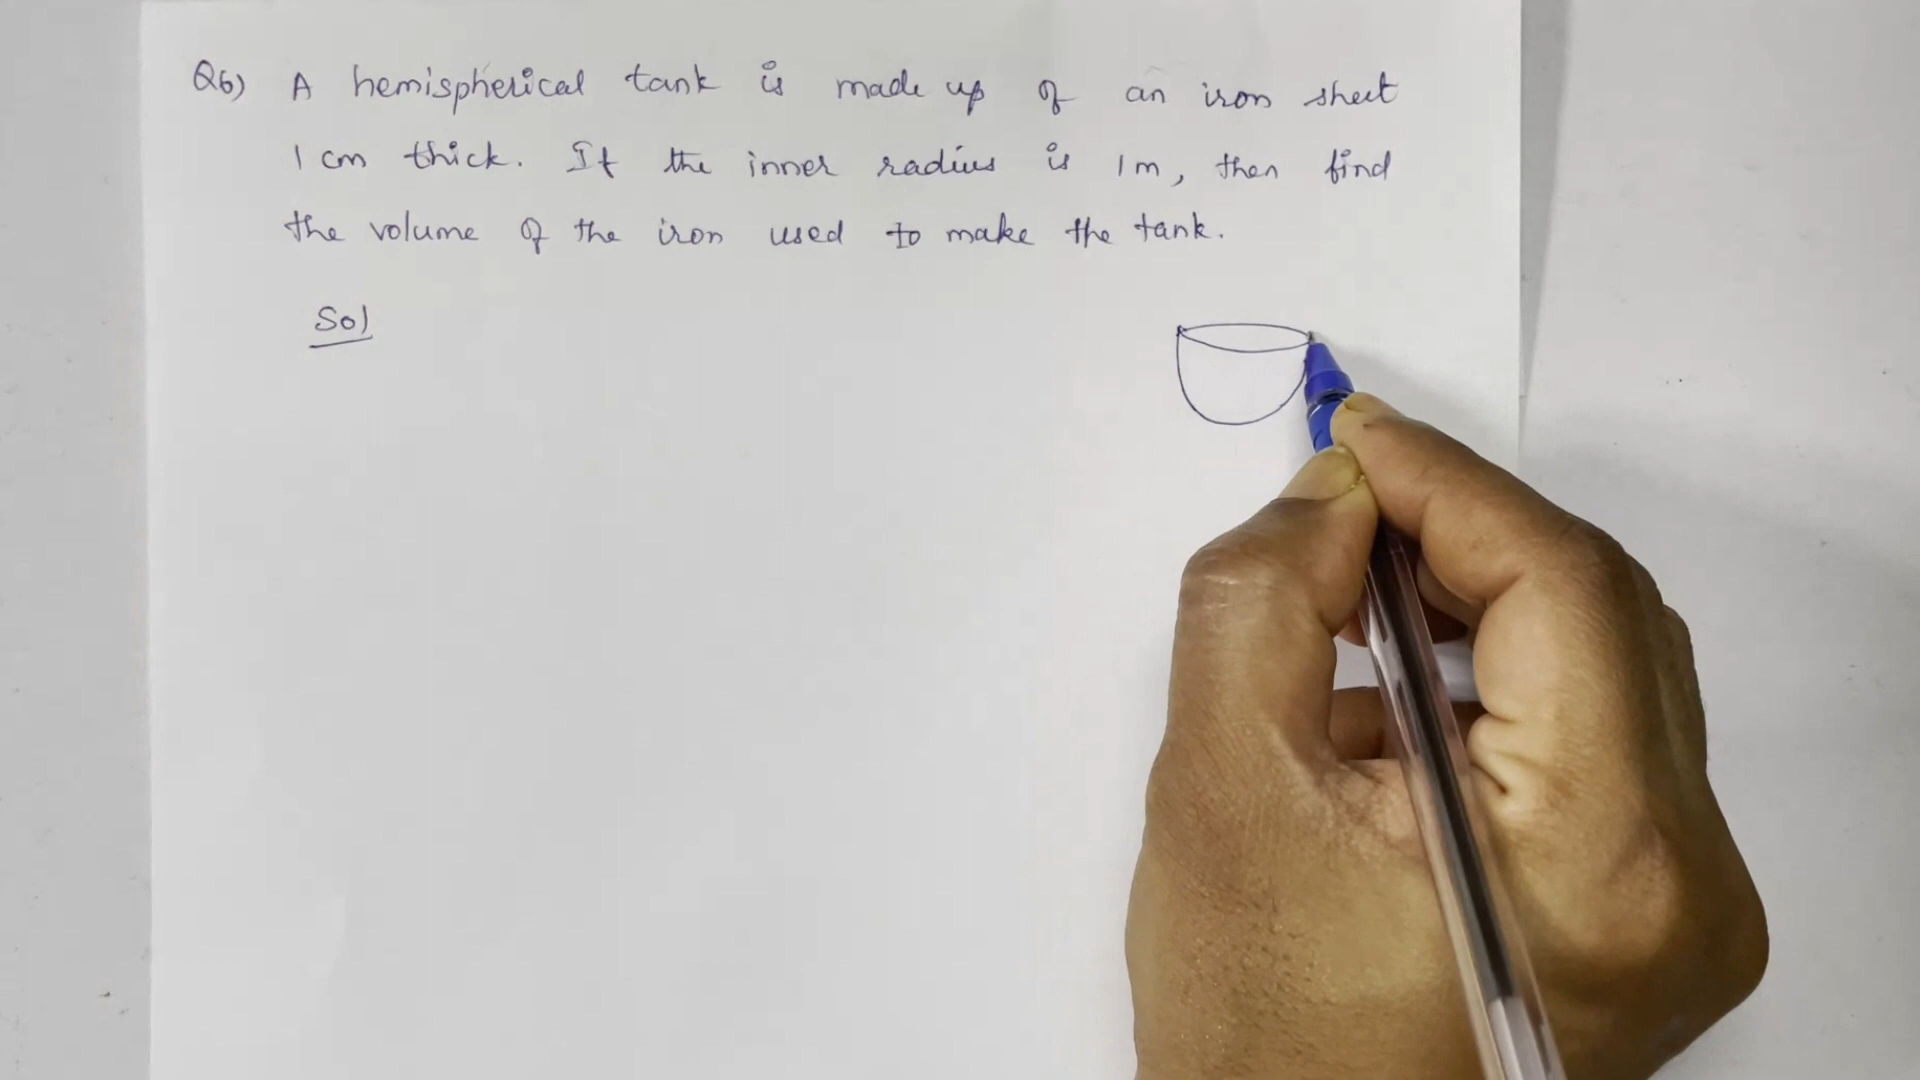 Q6) A hemispherical tank is made up of an iron sheet
1 cm thick. If the inner radius is 1m, then find
the volume of the iron used to make the tank.
Sol